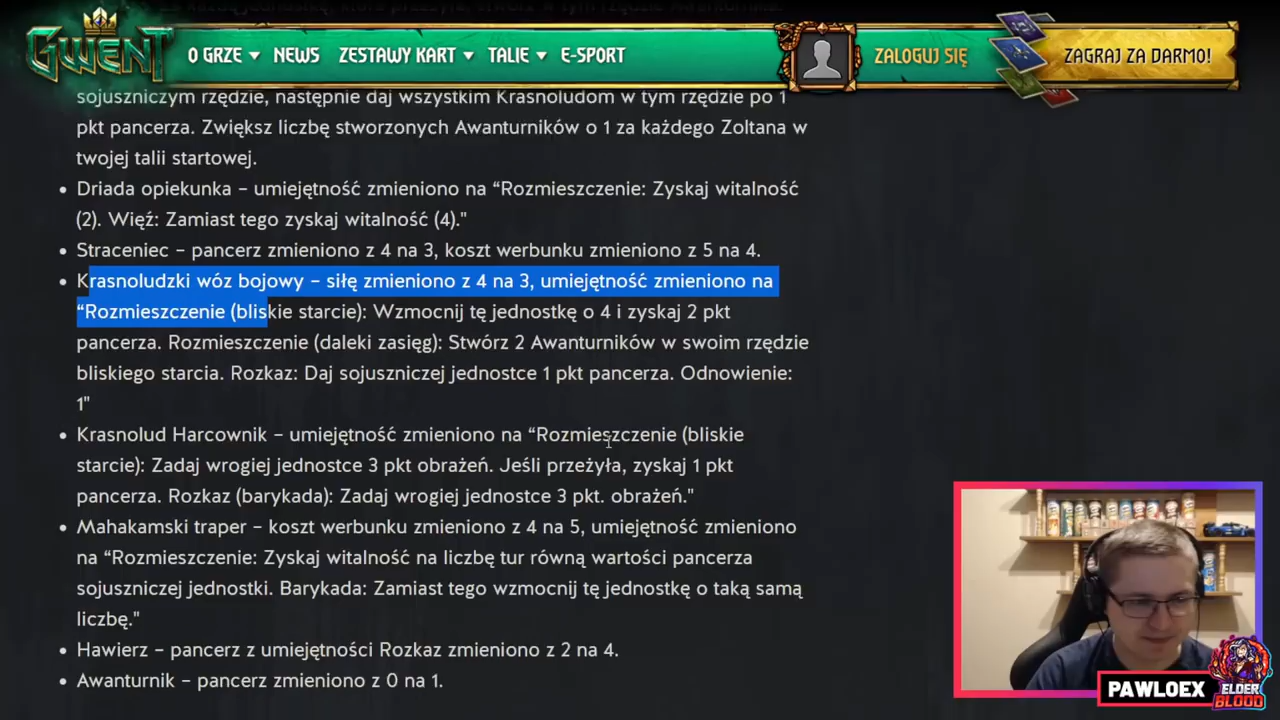 GWENT
O GRZE
NEWS
ZESTAWY KART
TALIE
E-SPORT
ZALOGUJ SIĘ
ZAGRAJ ZA DARMO!
sojuszniczym rzędzie, następnie daj wszystkim Krasnoludom w tym rzędzie po 1
pkt pancerza. Zwiększ liczbę stworzonych Awanturników o 1 za każdego Zoltana w
twojej talii startowej.
• Driada opiekunka – umiejętność zmieniono na “Rozmieszczenie: Zyskaj witalność
(2). Więź: Zamiast tego zyskaj witalność (4)."
• Straceniec – pancerz zmieniono z 4 na 3, koszt werbunku zmieniono z 5 na 4.
• Krasnoludzki wóz bojowy – siłę zmieniono z 4 na 3, umiejętność zmieniono na
“Rozmieszczenie (bliskie starcie): Wzmocnij tę jednostkę o 4 i zyskaj 2 pkt
pancerza. Rozmieszczenie (daleki zasięg): Stwórz 2 Awanturników w swoim rzędzie
bliskiego starcia. Rozkaz: Daj sojuszniczej jednostce 1 pkt pancerza. Odnowienie:
1"
• Krasnolud Harcownik – umiejętność zmieniono na “Rozmieszczenie (bliskie
starcie): Zadaj wrogiej jednostce 3 pkt obrażeń. Jeśli przeżyła, zyskaj 1 pkt
pancerza. Rozkaz (barykada): Zadaj wrogiej jednostce 3 pkt. obrażeń."
• Mahakamski traper – koszt werbunku zmieniono z 4 na 5, umiejętność zmieniono
na “Rozmieszczenie: Zyskaj witalność na liczbę tur równą wartości pancerza
sojuszniczej jednostki. Barykada: Zamiast tego wzmocnij tę jednostkę o taką samą
liczbę."
• Hawierz – pancerz z umiejętności Rozkaz zmieniono z 2 na 4.
• Awanturnik – pancerz zmieniono z 0 na 1.
PAWLOEX
ELDER
BLOOD